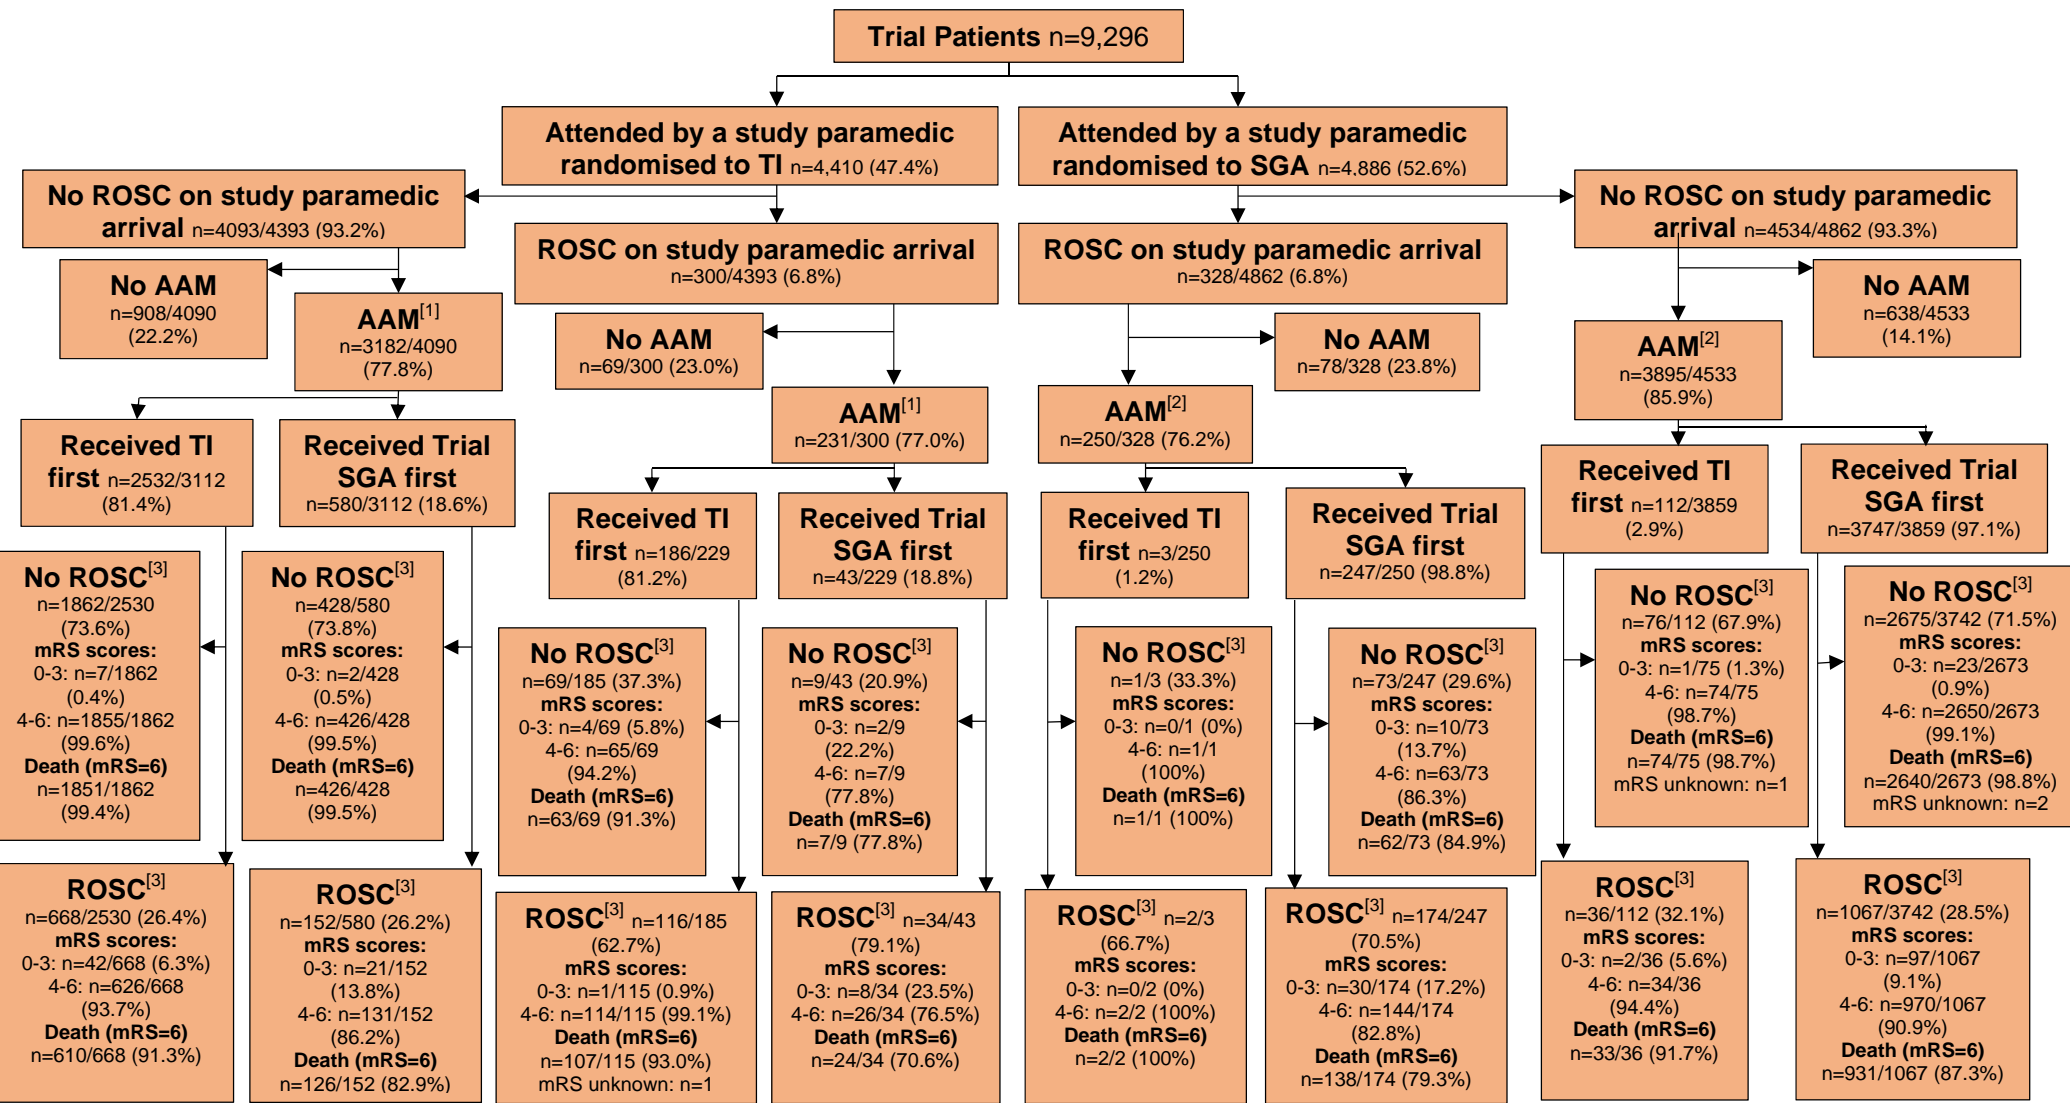 Trial Patients n=9,296
Attended by a study paramedic
randomised to TI n=4,410 (47.4%)
Attended by a study paramedic
randomised to SGA n=4,886 (52.6%)
No ROSC on study paramedic
arrival n=4093/4393 (93.2%)
ROSC on study paramedic arrival
n=300/4393 (6.8%)
ROSC on study paramedic arrival
n=328/4862 (6.8%)
No ROSC on study paramedic
arrival n=4534/4862 (93.3%)
No AAM
n=908/4090
(22.2%)
AAM[1]
n=3182/4090
(77.8%)
No AAM
n=69/300 (23.0%)
AAM[1]
n=231/300 (77.0%)
No AAM
n=78/328 (23.8%)
AAM[2]
n=250/328 (76.2%)
No AAM
n=638/4533
(14.1%)
AAM[2]
n=3895/4533
(85.9%)
Received TI
first n=2532/3112
(81.4%)
Received Trial
SGA first
n=580/3112 (18.6%)
Received TI
first n=186/229
(81.2%)
Received Trial
SGA first
n=43/229 (18.8%)
Received TI
first n=3/250
(1.2%)
Received Trial
SGA first
n=247/250 (98.8%)
Received TI
first n=112/3859
(2.9%)
Received Trial
SGA first
n=3747/3859 (97.1%)
No ROSC[3]
n=1862/2530
(73.6%)
mRS scores:
0-3: n=7/1862
(0.4%)
4-6: n=1855/1862
(99.6%)
Death (mRS=6)
n=1851/1862
(99.4%)
No ROSC[3]
n=428/580
(73.8%)
mRS scores:
0-3: n=2/428
(0.5%)
4-6: n=426/428
(99.5%)
Death (mRS=6)
n=426/428
(99.5%)
No ROSC[3]
n=69/185 (37.3%)
mRS scores:
0-3: n=4/69 (5.8%)
4-6: n=65/69
(94.2%)
Death (mRS=6)
n=63/69 (91.3%)
No ROSC[3]
n=9/43 (20.9%)
mRS scores:
0-3: n=2/9
(22.2%)
4-6: n=7/9
(77.8%)
Death (mRS=6)
n=7/9 (77.8%)
No ROSC[3]
n=1/3 (33.3%)
mRS scores:
0-3: n=0/1 (0%)
4-6: n=1/1
(100%)
Death (mRS=6)
n=1/1 (100%)
No ROSC[3]
n=73/247 (29.6%)
mRS scores:
0-3: n=10/73
(13.7%)
4-6: n=63/73
(86.3%)
Death (mRS=6)
n=62/73 (84.9%)
No ROSC[3]
n=76/112 (67.9%)
mRS scores:
0-3: n=1/75 (1.3%)
4-6: n=74/75
(98.7%)
Death (mRS=6)
n=74/75 (98.7%)
mRS unknown: n=1
No ROSC[3]
n=2675/3742 (71.5%)
mRS scores:
0-3: n=23/2673
(0.9%)
4-6: n=2650/2673
(99.1%)
Death (mRS=6)
n=2640/2673 (98.8%)
mRS unknown: n=2
ROSC[3]
n=668/2530 (26.4%)
mRS scores:
0-3: n=42/668 (6.3%)
4-6: n=626/668
(93.7%)
Death (mRS=6)
n=610/668 (91.3%)
ROSC[3]
n=152/580 (26.2%)
mRS scores:
0-3: n=21/152
(13.8%)
4-6: n=131/152
(86.2%)
Death (mRS=6)
n=126/152 (82.9%)
ROSC[3] n=116/185
(62.7%)
mRS scores:
0-3: n=1/115 (0.9%)
4-6: n=114/115 (99.1%)
Death (mRS=6)
n=107/115 (93.0%)
mRS unknown: n=1
ROSC[3] n=34/43
(79.1%)
mRS scores:
0-3: n=8/34 (23.5%)
4-6: n=26/34 (76.5%)
Death (mRS=6)
n=24/34 (70.6%)
ROSC[3] n=2/3
(66.7%)
mRS scores:
0-3: n=0/2 (0%)
4-6: n=2/2 (100%)
Death (mRS=6)
n=2/2 (100%)
ROSC[3] n=174/247
(70.5%)
mRS scores:
0-3: n=30/174 (17.2%)
4-6: n=144/174
(82.8%)
Death (mRS=6)
n=138/174 (79.3%)
ROSC[3]
n=36/112 (32.1%)
mRS scores:
0-3: n=2/36 (5.6%)
4-6: n=34/36
(94.4%)
Death (mRS=6)
n=33/36 (91.7%)
ROSC[3]
n=1067/3742 (28.5%)
mRS scores:
0-3: n=97/1067
(9.1%)
4-6: n=970/1067
(90.9%)
Death (mRS=6)
n=931/1067 (87.3%)